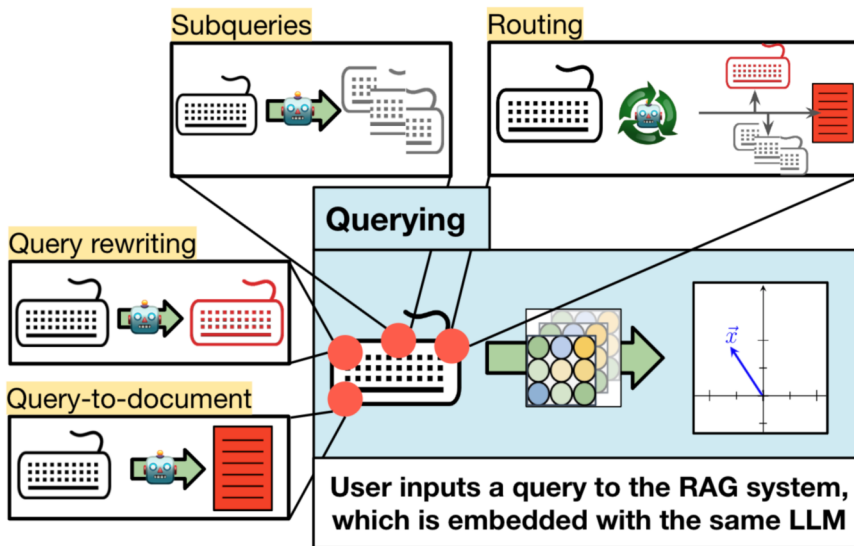 Subqueries
Routing
Querying
Query rewriting
Query-to-document
x⃗
User inputs a query to the RAG system,
which is embedded with the same LLM